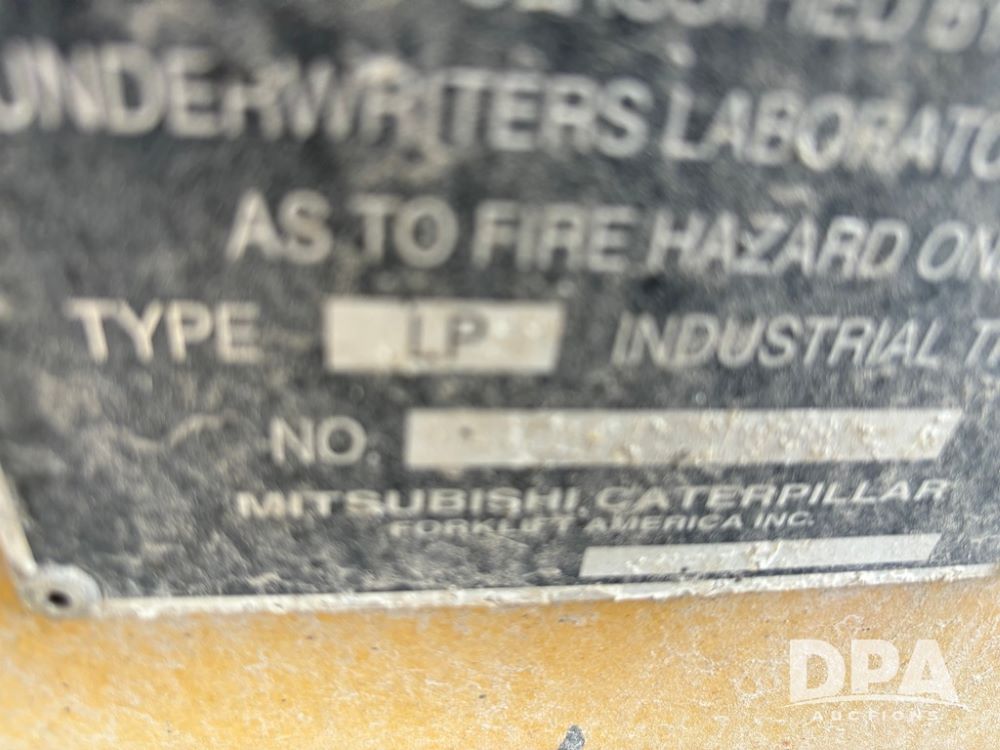 UNDERWRITERS LABORATO
AS TO FIRE HAZARD ON
TYPE LP INDUSTRIAL T
NO.
MITSUBISHI CATERPILLAR
FORKLIFT AMERICA INC.
DPA
AUCTIONS